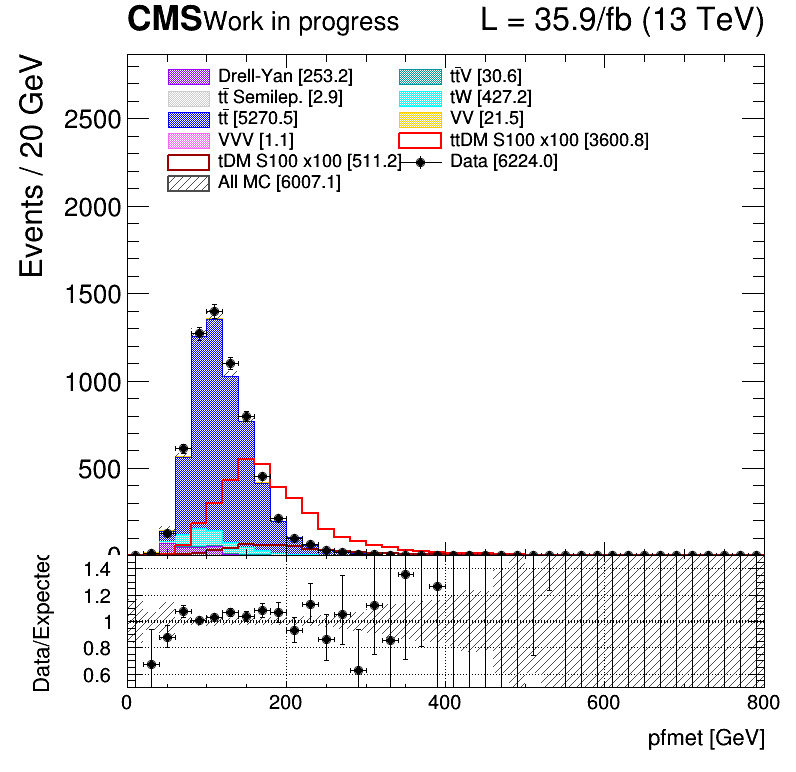 CMS Work in progress L = 35.9/fb (13 TeV)
Events / 20 GeV
Drell-Yan [253.2] tt̄V [30.6]
tt̄ Semilep. [2.9] tW [427.2]
tt̄ [5270.5] VV [21.5]
VVV [1.1] ttDM S100 x100 [3600.8]
tDM S100 x100 [511.2] Data [6224.0]
All MC [6007.1]
2500
2000
1500
1000
500
0
Data/Expected
1.4
1.2
1
0.8
0.6
0 200 400 600 800
pfmet [GeV]